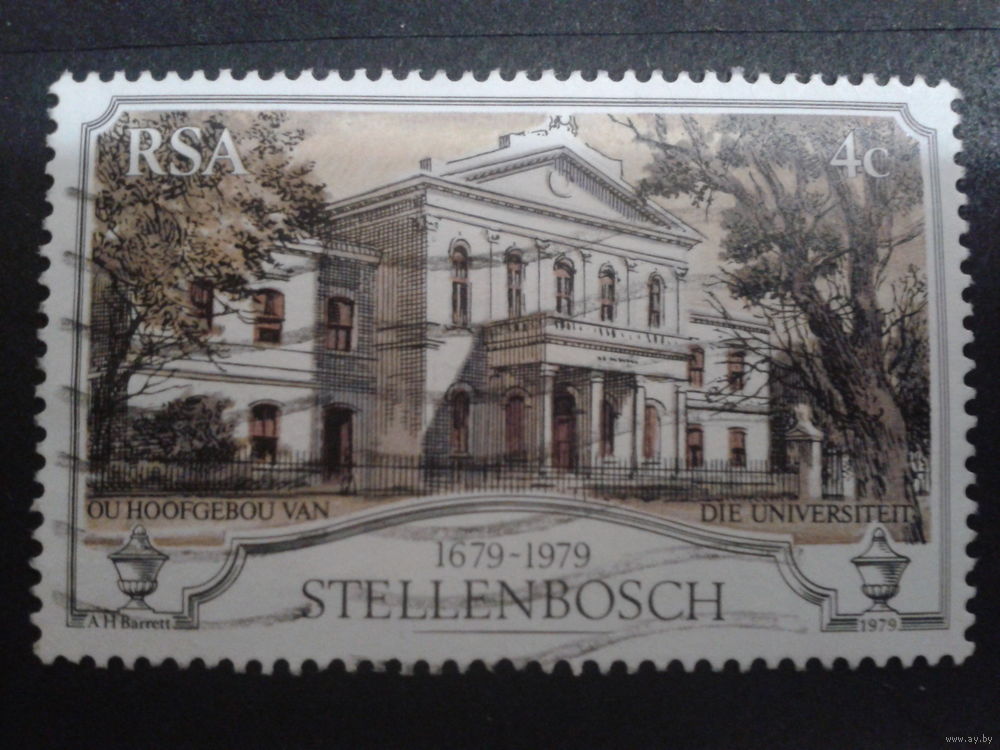 RSA
4c
OU HOOFGEBOU VAN
DIE UNIVERSITEIT
1679-1979
STELLENBOSCH
A H Barrett
1979
www.ay.by